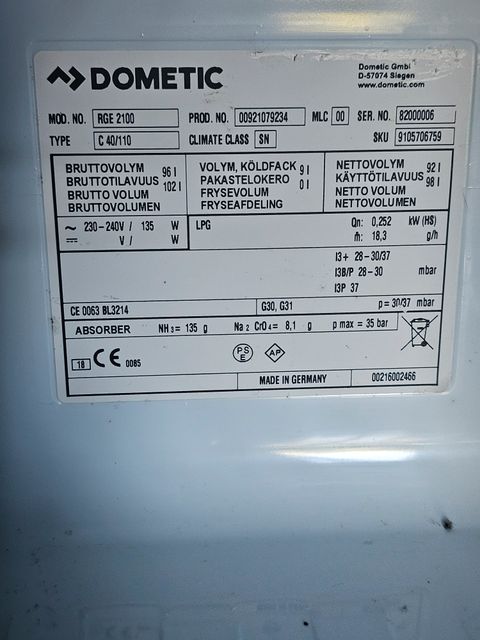 DOMETIC
Dometic GmbH
D-57074 Siegen
www.dometic.com
MOD. NO. RGE 2100 PROD. NO. 00921079234 MLC 00 SER. NO. 82000006
TYPE C 40/110 CLIMATE CLASS SN SKU 9105706759
BRUTTOVOLYM 96 l
BRUTTOTILAVUUS 102 l
BRUTTO VOLUM
BRUTTOVOLUMEN
VOLYM, KÖLDFACK 9 l
PAKASTELOKERO 0 l
FRYSEVOLUM
FRYSEAFDELING
NETTOVOLYM 92 l
KÄYTTÖTILAVUUS 98 l
NETTO VOLUM
NETTOVOLUMEN
~ 230-240V / 135 W
⎓ V / W
LPG Qn: 0,252 kW (HS)
ṁ: 18,3 g/h
I3+ 28-30/37
I3B/P 28-30 mbar
I3P 37
CE 0063 BL3214 G30, G31 p = 30/37 mbar
ABSORBER NH3 = 135 g Na2 CrO4 = 8,1 g p max = 35 bar
18 CE 0085 PS E AP
MADE IN GERMANY 00216002466